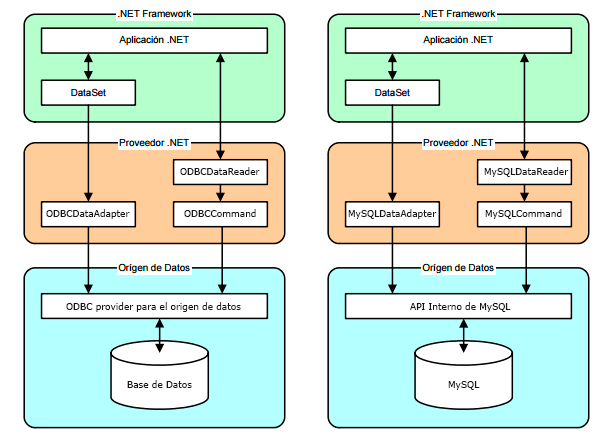 .NET Framework
Aplicación .NET
DataSet
Proveedor .NET
ODBCDataReader
ODBCDataAdapter
ODBCCommand
Orígen de Datos
ODBC provider para el origen de datos
Base de Datos
.NET Framework
Aplicación .NET
DataSet
Proveedor .NET
MySQLDataReader
MySQLDataAdapter
MySQLCommand
Orígen de Datos
API Interno de MySQL
MySQL